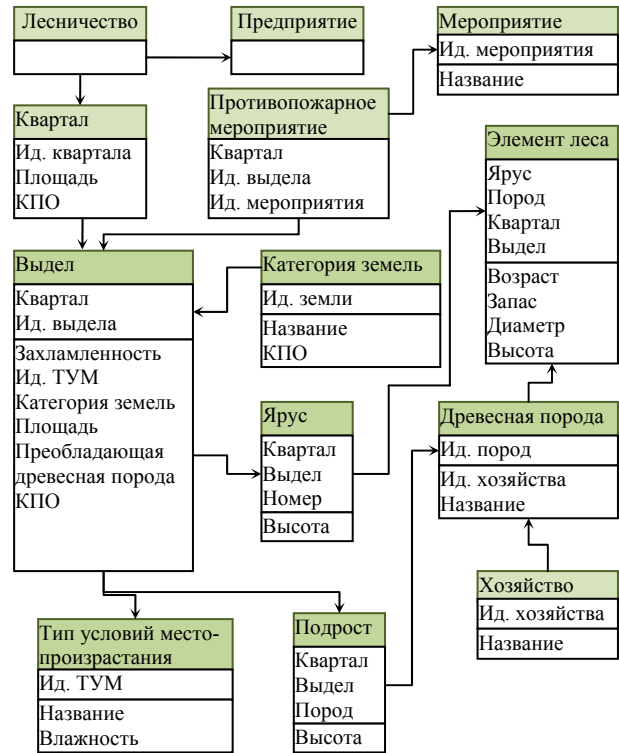 Лесничество
Предприятие
Мероприятие
Ид. мероприятия
Название
Квартал
Ид. квартала
Площадь
КПО
Противопожарное
мероприятие
Квартал
Ид. выдела
Ид. мероприятия
Элемент леса
Ярус
Пород
Квартал
Выдел
Возраст
Запас
Диаметр
Высота
Выдел
Квартал
Ид. выдела
Захламленность
Ид. ТУМ
Категория земель
Площадь
Преобладающая
древесная порода
КПО
Категория земель
Ид. земли
Название
КПО
Ярус
Квартал
Выдел
Номер
Высота
Древесная порода
Ид. пород
Ид. хозяйства
Название
Хозяйство
Ид. хозяйства
Название
Тип условий место-
произрастания
Ид. ТУМ
Название
Влажность
Подрост
Квартал
Выдел
Пород
Высота